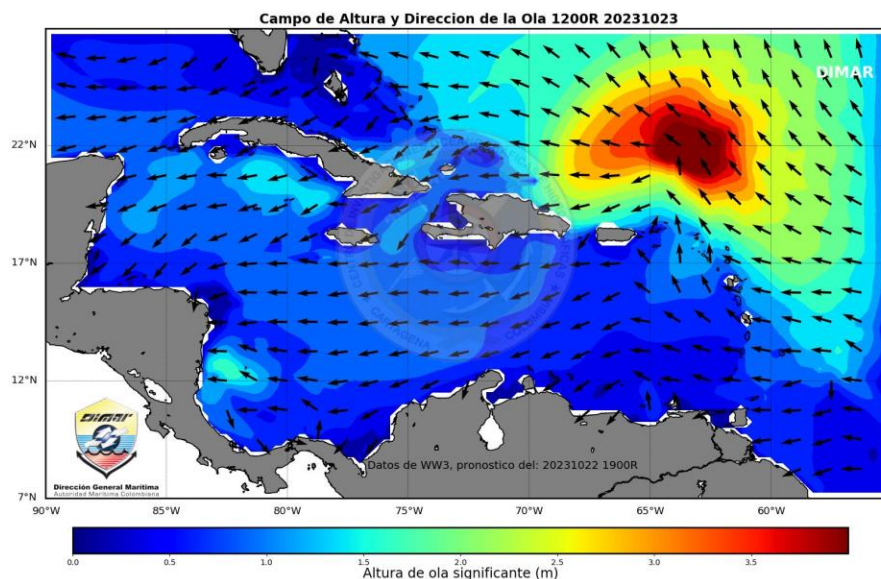 Campo de Altura y Direccion de la Ola 1200R 20231023
DIMAR
22°N
17°N
12°N
7°N
DIMAR
Dirección General Marítima
Autoridad Marítima Colombiana
Datos de WW3, pronostico del: 20231022 1900R
90°W 85°W 80°W 75°W 70°W 65°W 60°W
0.0 0.5 1.0 1.5 2.0 2.5 3.0 3.5
Altura de ola significante (m)